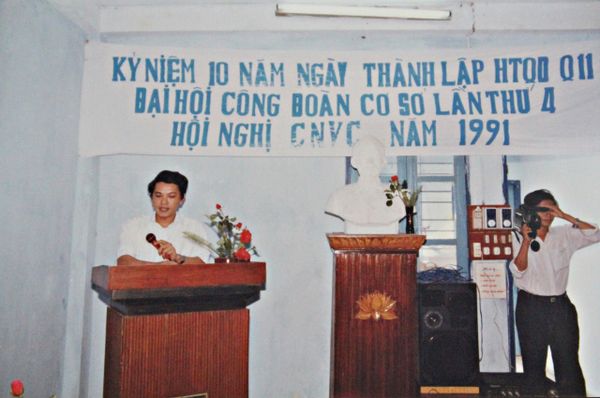 KỶ NIỆM 10 NĂM NGÀY THÀNH LẬP HTQD Q11
ĐẠI HỘI CÔNG ĐOÀN CƠ SỞ LẦN THỨ 4
HỘI NGHỊ CNVC NĂM 1991